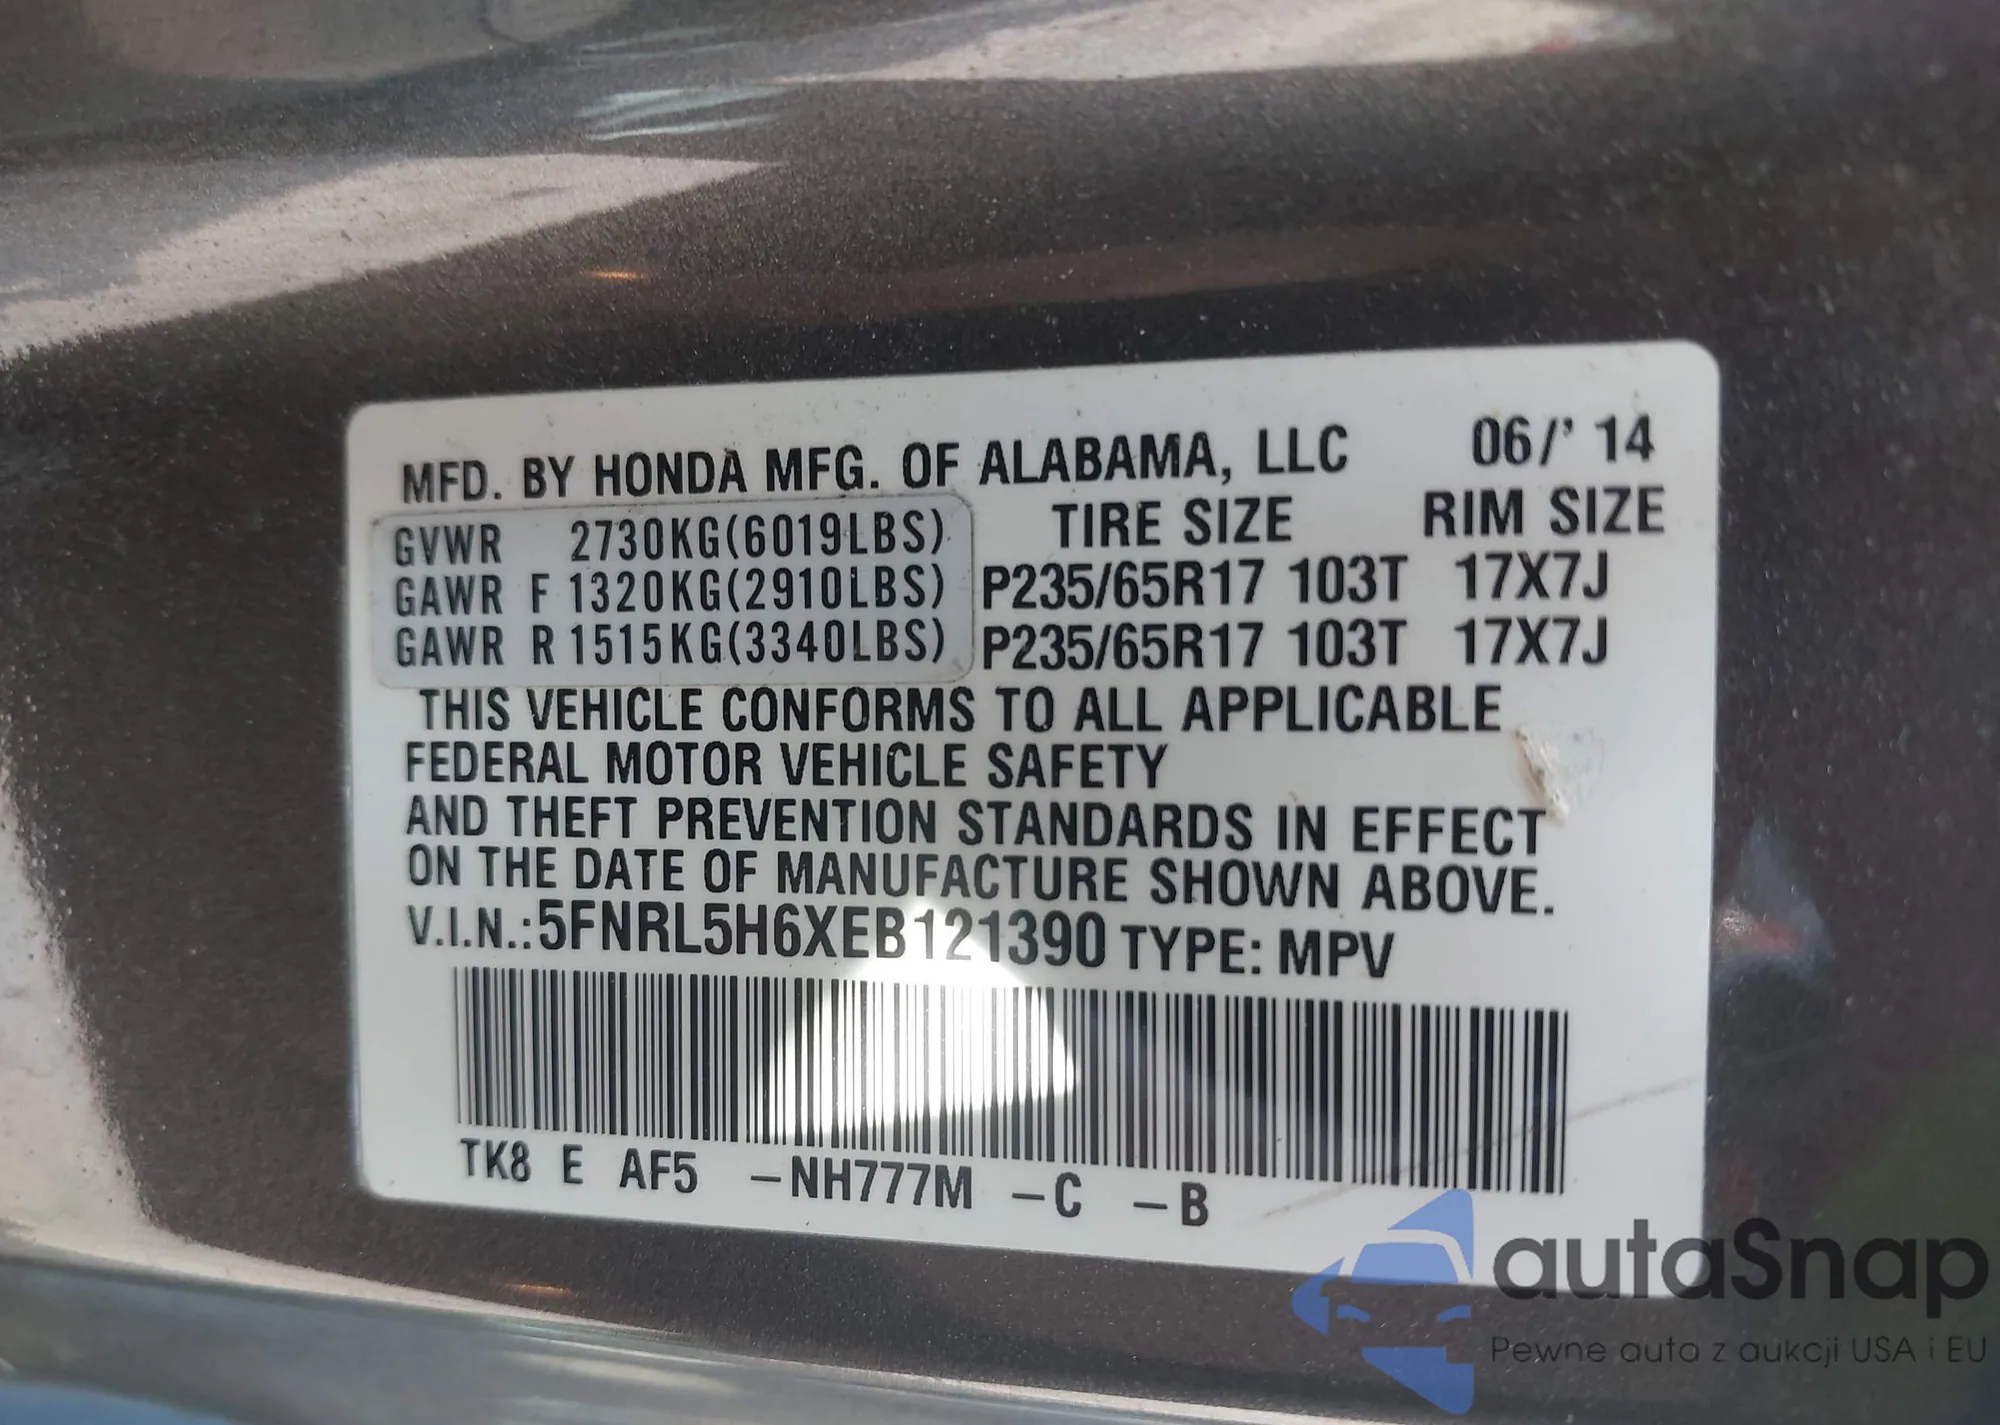 MFD. BY HONDA MFG. OF ALABAMA, LLC 06/' 14
TIRE SIZE RIM SIZE
GVWR 2730KG(6019LBS)
GAWR F 1320KG(2910LBS) P235/65R17 103T 17X7J
GAWR R 1515KG(3340LBS) P235/65R17 103T 17X7J
THIS VEHICLE CONFORMS TO ALL APPLICABLE
FEDERAL MOTOR VEHICLE SAFETY
AND THEFT PREVENTION STANDARDS IN EFFECT
ON THE DATE OF MANUFACTURE SHOWN ABOVE.
V.I.N.: 5FNRL5H6XEB121390 TYPE: MPV
TK8 E AF5 -NH777M -C -B
autaSnap
Pewne auta z aukcji USA i EU